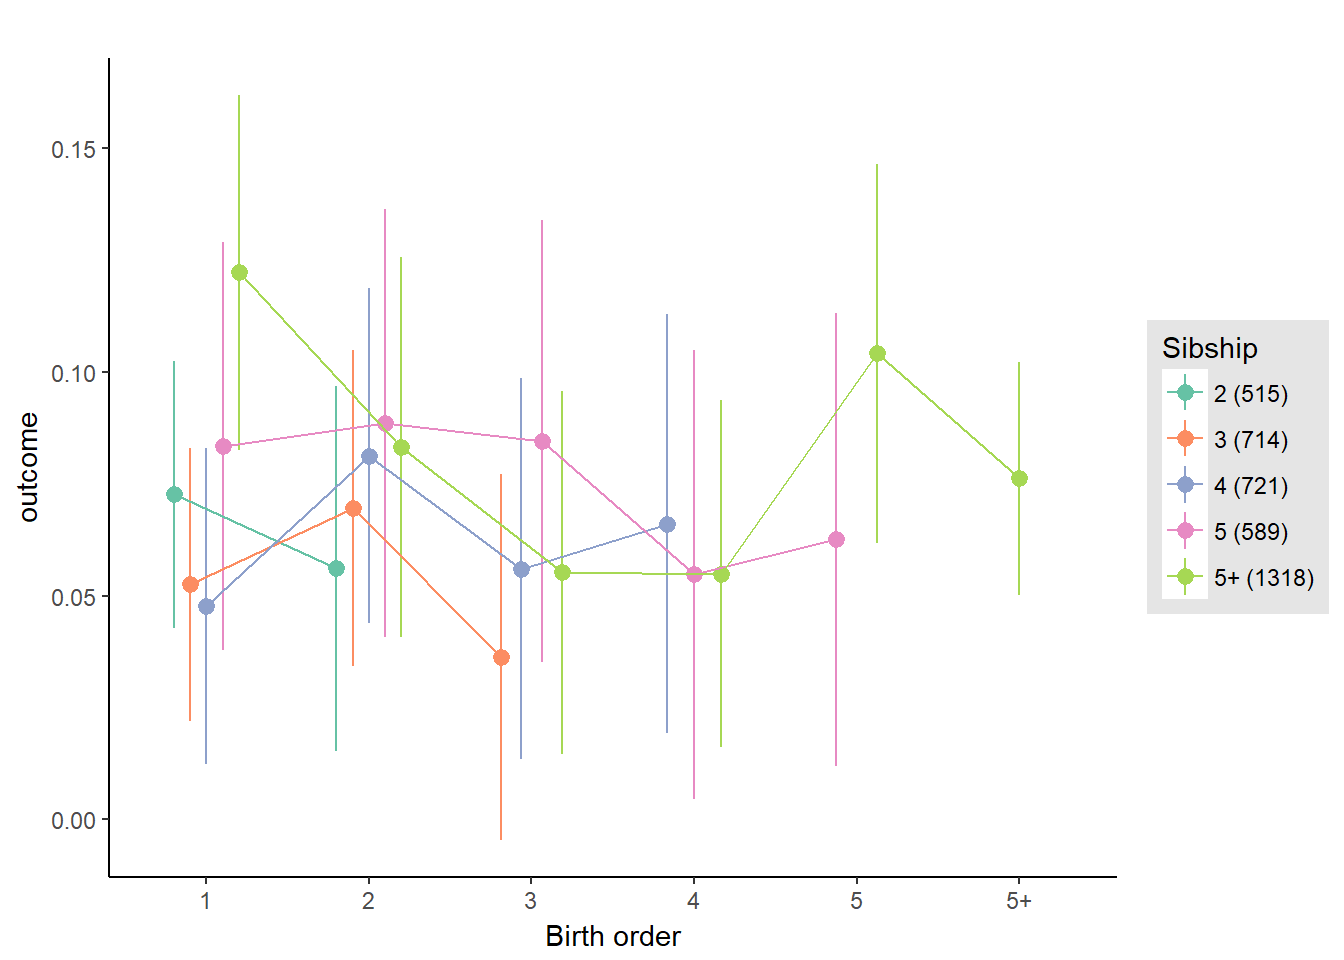 0.15
0.10
0.05
0.00
outcome
1 2 3 4 5 5+
Birth order
Sibship
2 (515)
3 (714)
4 (721)
5 (589)
5+ (1318)